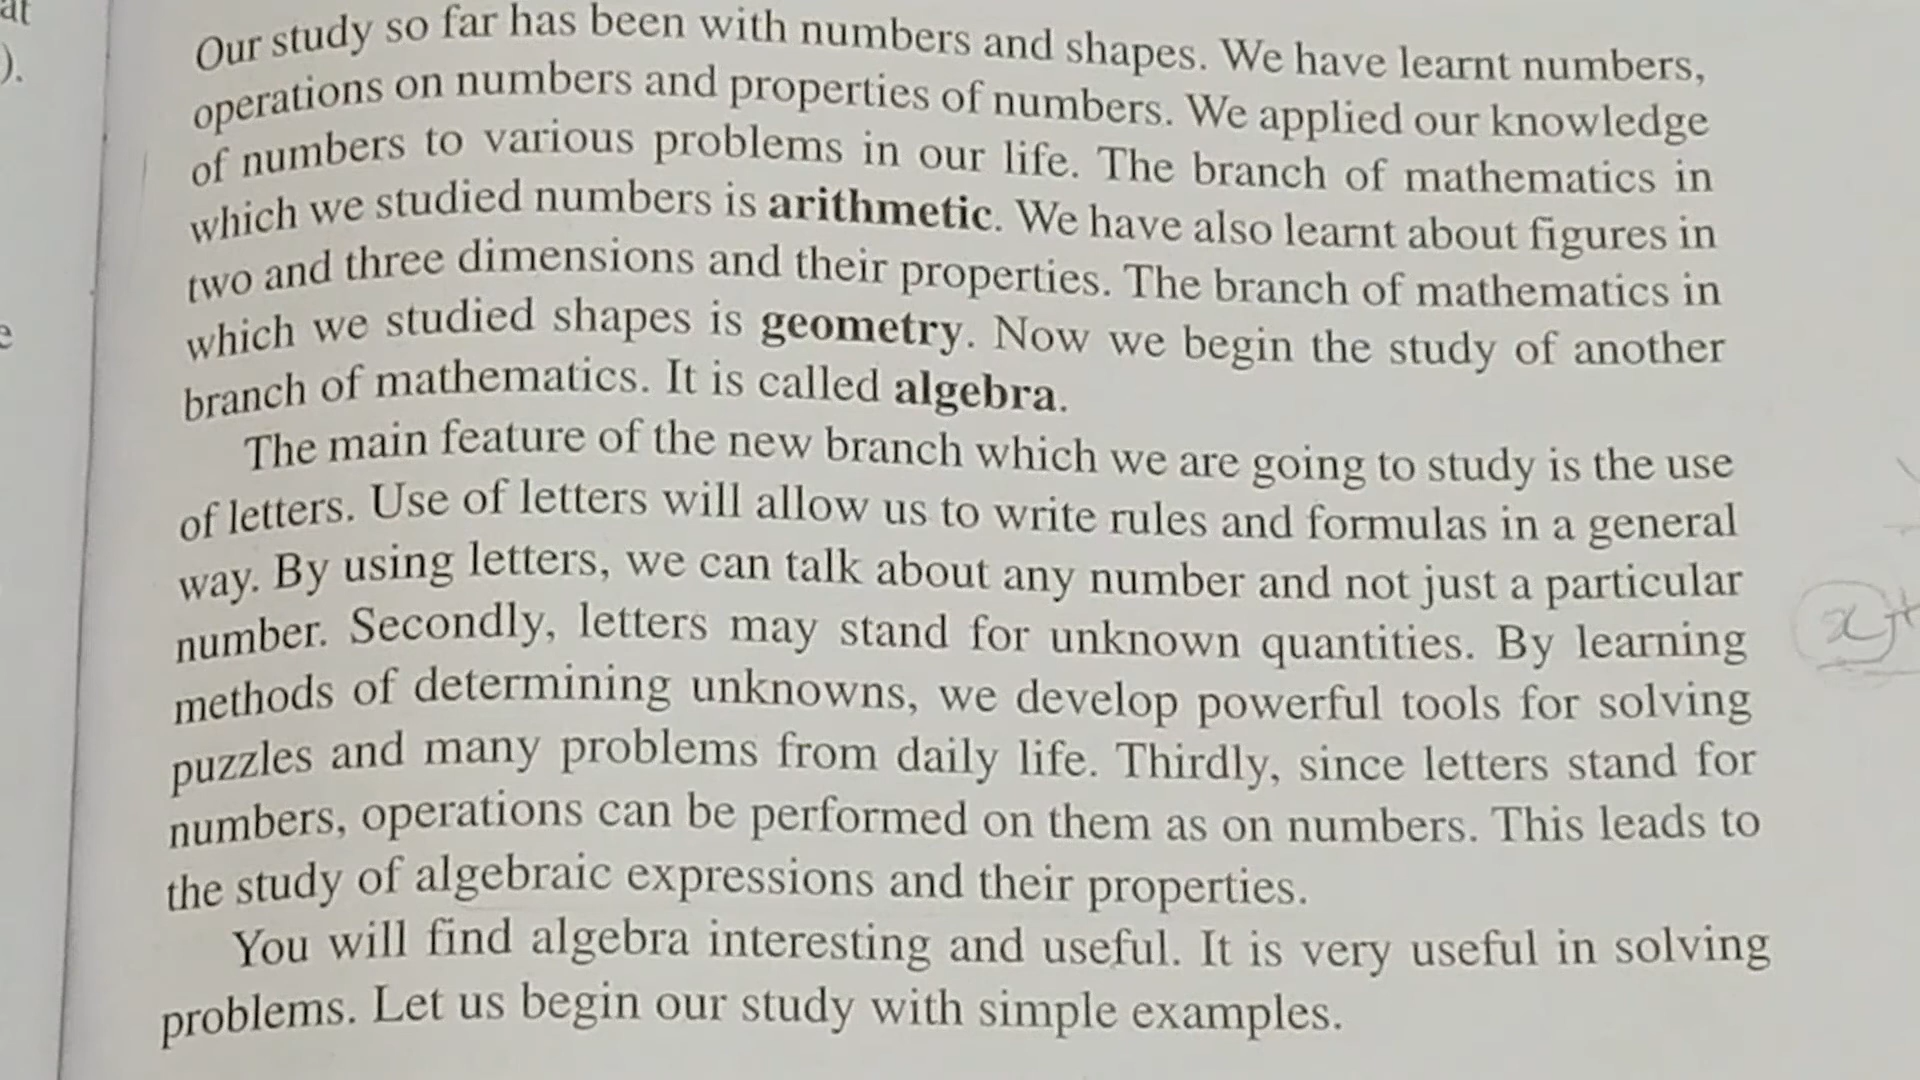 Our study so far has been with numbers and shapes. We have learnt numbers,
operations on numbers and properties of numbers. We applied our knowledge
of numbers to various problems in our life. The branch of mathematics in
which we studied numbers is arithmetic. We have also learnt about figures in
two and three dimensions and their properties. The branch of mathematics in
which we studied shapes is geometry. Now we begin the study of another
branch of mathematics. It is called algebra.
The main feature of the new branch which we are going to study is the use
of letters. Use of letters will allow us to write rules and formulas in a general
way. By using letters, we can talk about any number and not just a particular
number. Secondly, letters may stand for unknown quantities. By learning
methods of determining unknowns, we develop powerful tools for solving
puzzles and many problems from daily life. Thirdly, since letters stand for
numbers, operations can be performed on them as on numbers. This leads to
the study of algebraic expressions and their properties.
You will find algebra interesting and useful. It is very useful in solving
problems. Let us begin our study with simple examples.
x+